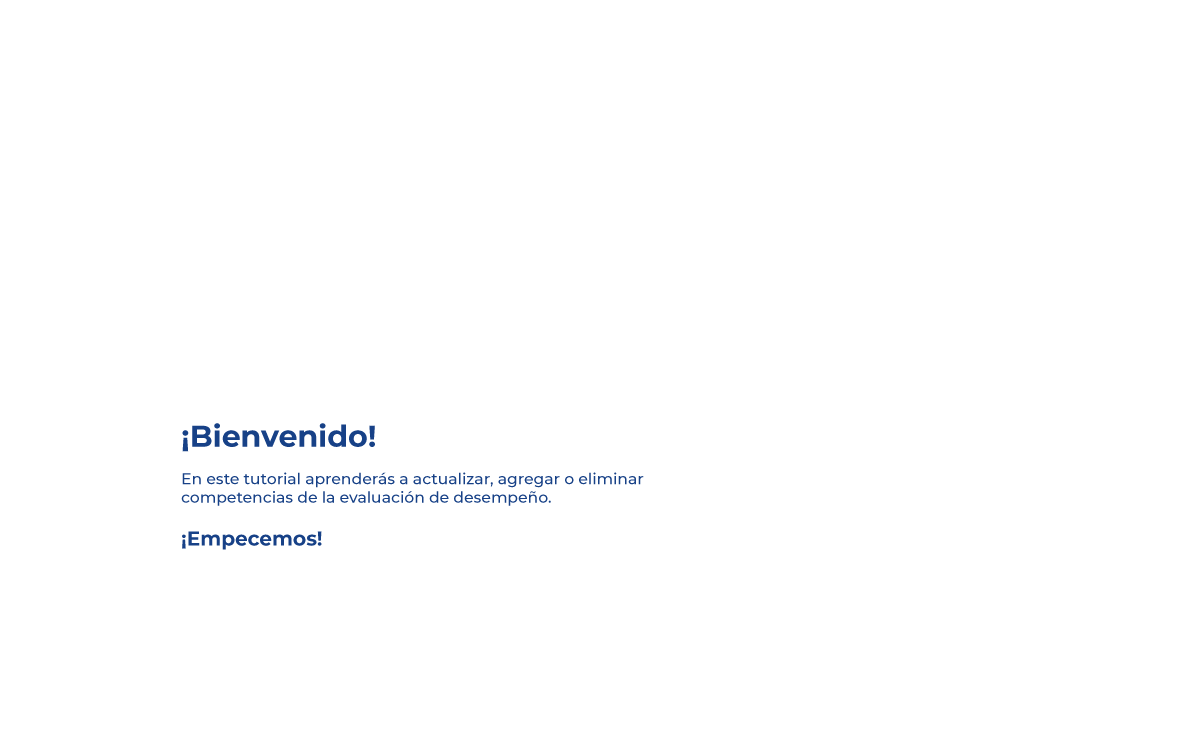 ¡Bienvenido!
En este tutorial aprenderás a actualizar, agregar o eliminar
competencias de la evaluación de desempeño.
¡Empecemos!